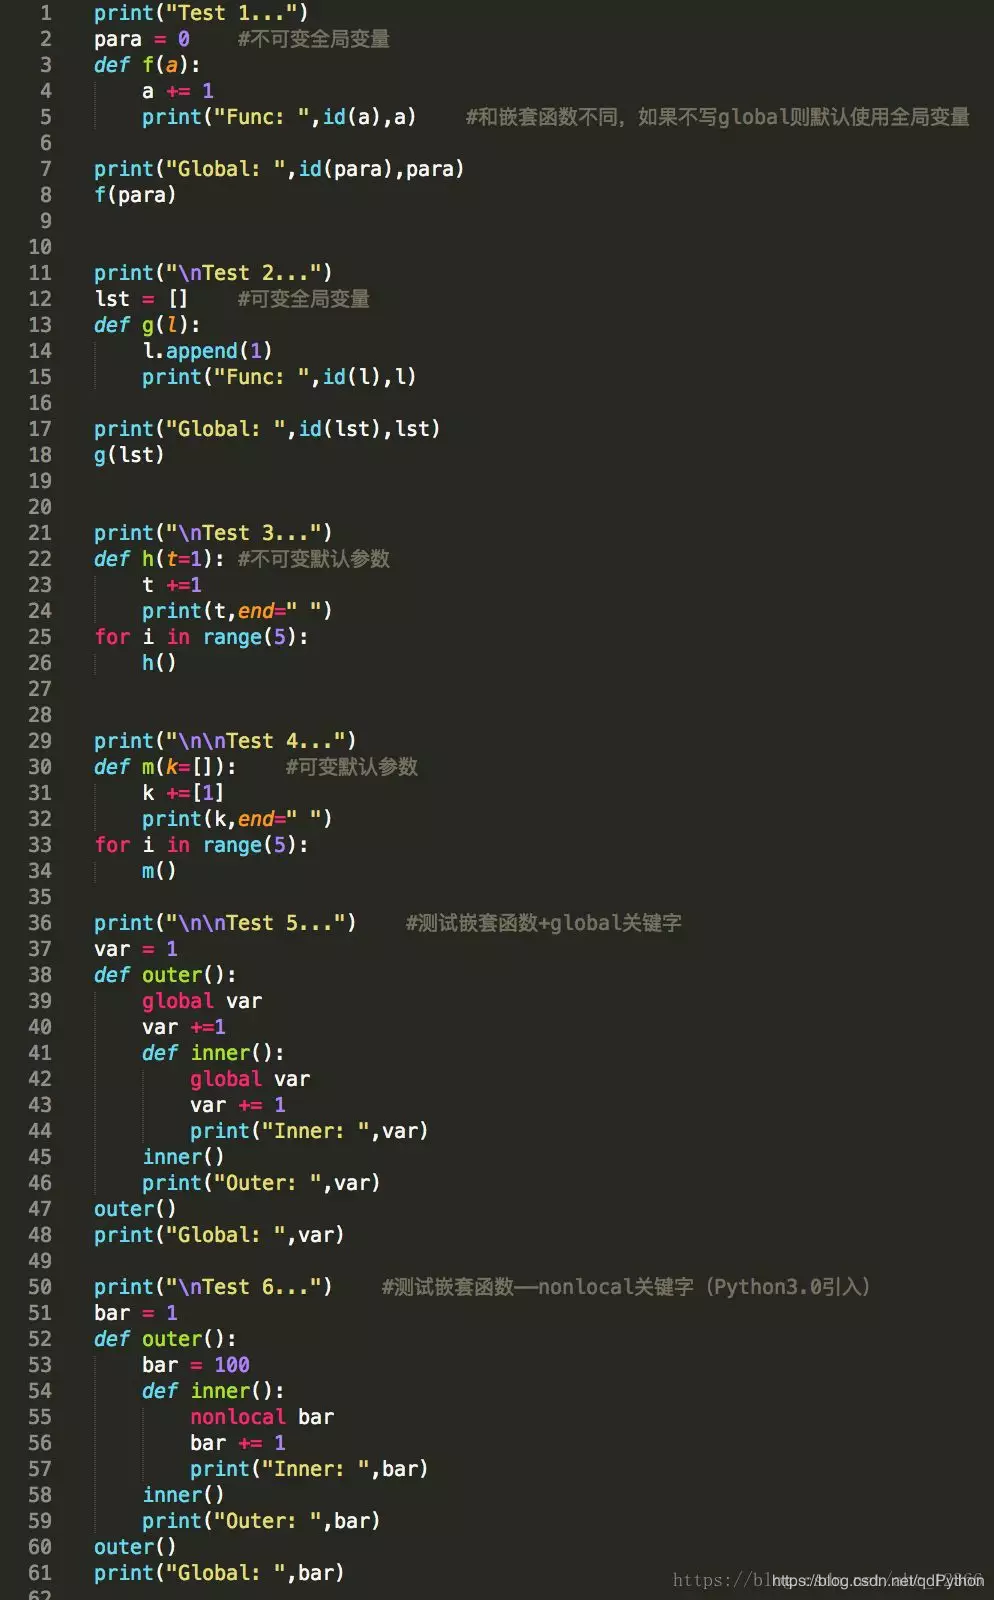 1 print("Test 1...")
2 para = 0    #不可变全局变量
3 def f(a):
4     a += 1
5     print("Func: ",id(a),a)    #和嵌套函数不同，如果不写global则默认使用全局变量
6
7 print("Global: ",id(para),para)
8 f(para)
9
10
11 print("\nTest 2...")
12 lst = []    #可变全局变量
13 def g(l):
14     l.append(1)
15     print("Func: ",id(l),l)
16
17 print("Global: ",id(lst),lst)
18 g(lst)
19
20
21 print("\nTest 3...")
22 def h(t=1): #不可变默认参数
23     t +=1
24     print(t,end=" ")
25 for i in range(5):
26     h()
27
28
29 print("\n\nTest 4...")
30 def m(k=[]):    #可变默认参数
31     k +=[1]
32     print(k,end=" ")
33 for i in range(5):
34     m()
35
36 print("\n\nTest 5...")    #测试嵌套函数+global关键字
37 var = 1
38 def outer():
39     global var
40     var +=1
41     def inner():
42         global var
43         var += 1
44         print("Inner: ",var)
45     inner()
46     print("Outer: ",var)
47 outer()
48 print("Global: ",var)
49
50 print("\nTest 6...")    #测试嵌套函数——nonlocal关键字（Python3.0引入）
51 bar = 1
52 def outer():
53     bar = 100
54     def inner():
55         nonlocal bar
56         bar += 1
57         print("Inner: ",bar)
58     inner()
59     print("Outer: ",bar)
60 outer()
61 print("Global: ",bar)
https://blog.csdn.net/qdPython
62